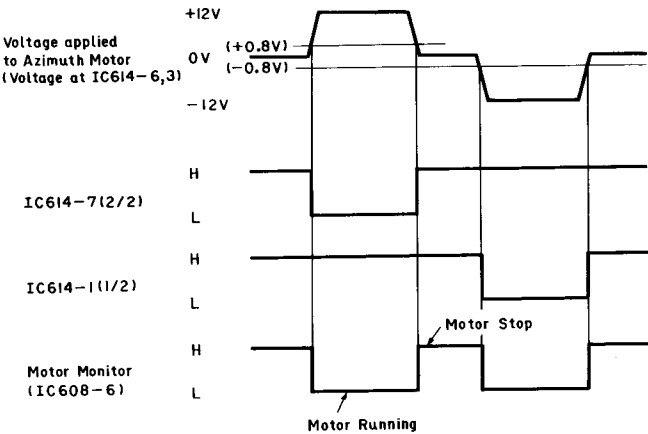 +12V
Voltage applied
to Azimuth Motor
(Voltage at IC614-6,3)
0V
(+0.8V)
(-0.8V)
-12V
H
IC614-7(2/2)
L
H
IC614-1(1/2)
L
Motor Stop
H
Motor Monitor
(IC608-6)
L
Motor Running